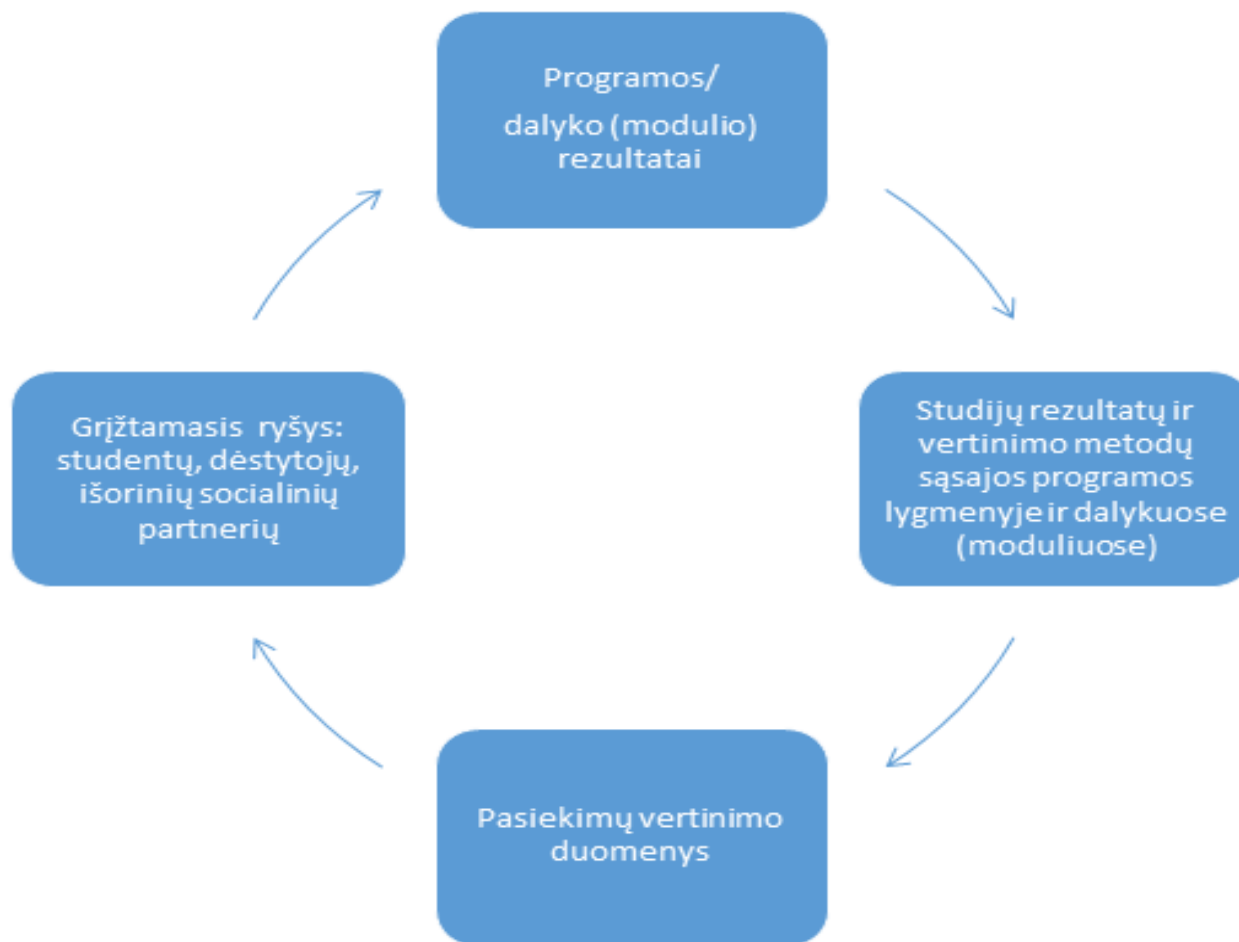 Programos/
dalyko (modulio)
rezultatai
Studijų rezultatų ir
vertinimo metodų
sąsajos programos
lygmenyje ir dalykuose
(moduliuose)
Pasiekimų vertinimo
duomenys
Grįžtamasis ryšys:
studentų, dėstytojų,
išorinių socialinių
partnerių